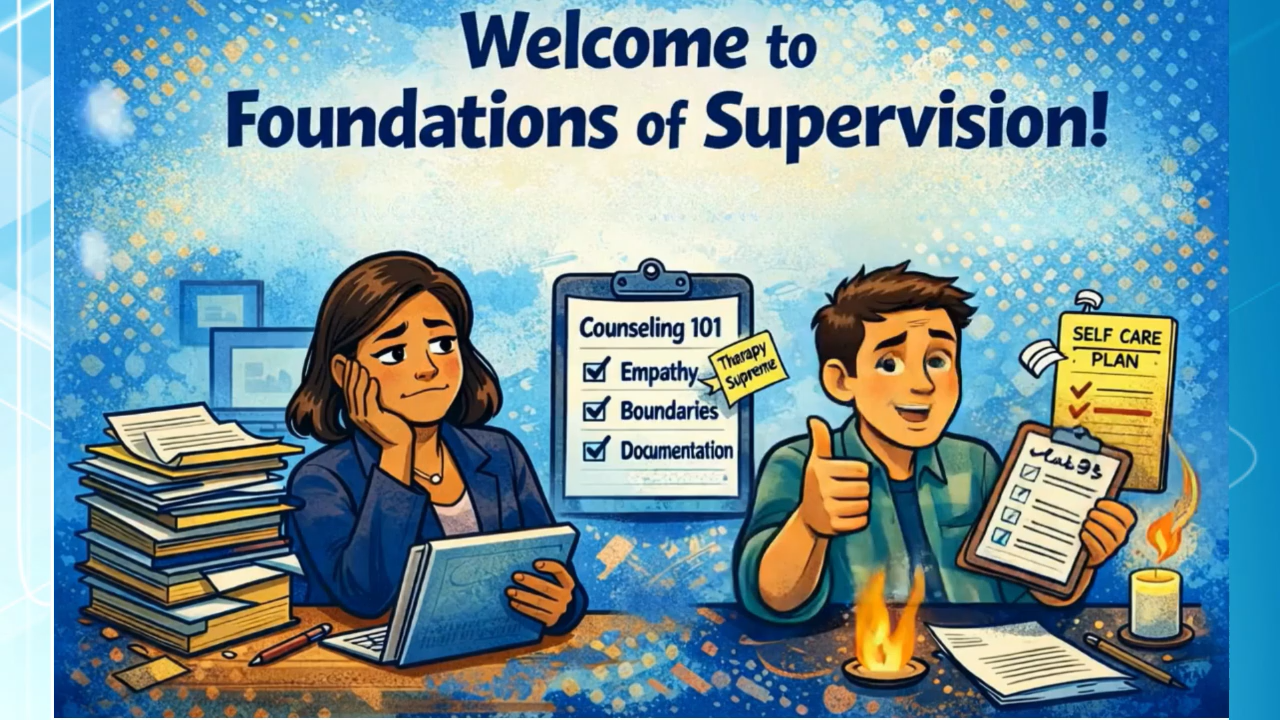 Welcome to
Foundations of Supervision!
Counseling 101
Empathy
Boundaries
Documentation
Therapy
Supreme
SELF CARE
PLAN